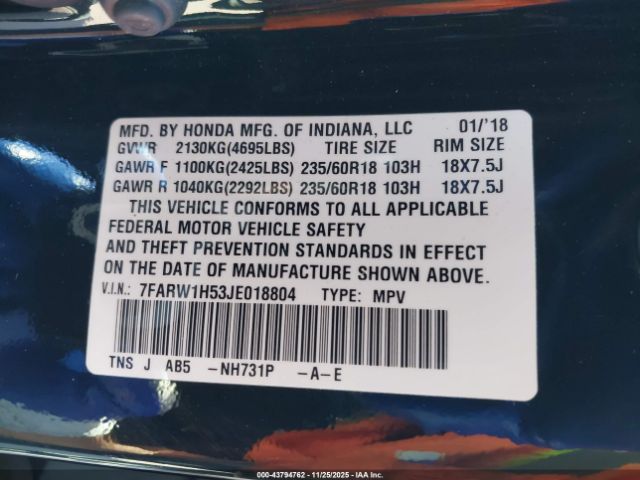 MFD. BY HONDA MFG. OF INDIANA, LLC 01/'18
GVWR 2130KG(4695LBS) TIRE SIZE RIM SIZE
GAWR F 1100KG(2425LBS) 235/60R18 103H 18X7.5J
GAWR R 1040KG(2292LBS) 235/60R18 103H 18X7.5J
THIS VEHICLE CONFORMS TO ALL APPLICABLE
FEDERAL MOTOR VEHICLE SAFETY
AND THEFT PREVENTION STANDARDS IN EFFECT
ON THE DATE OF MANUFACTURE SHOWN ABOVE.
V.I.N.: 7FARW1H53JE018804 TYPE: MPV
TNS J AB5 -NH731P -A-E
000-43794762 - 11/25/2025 - IAA Inc.